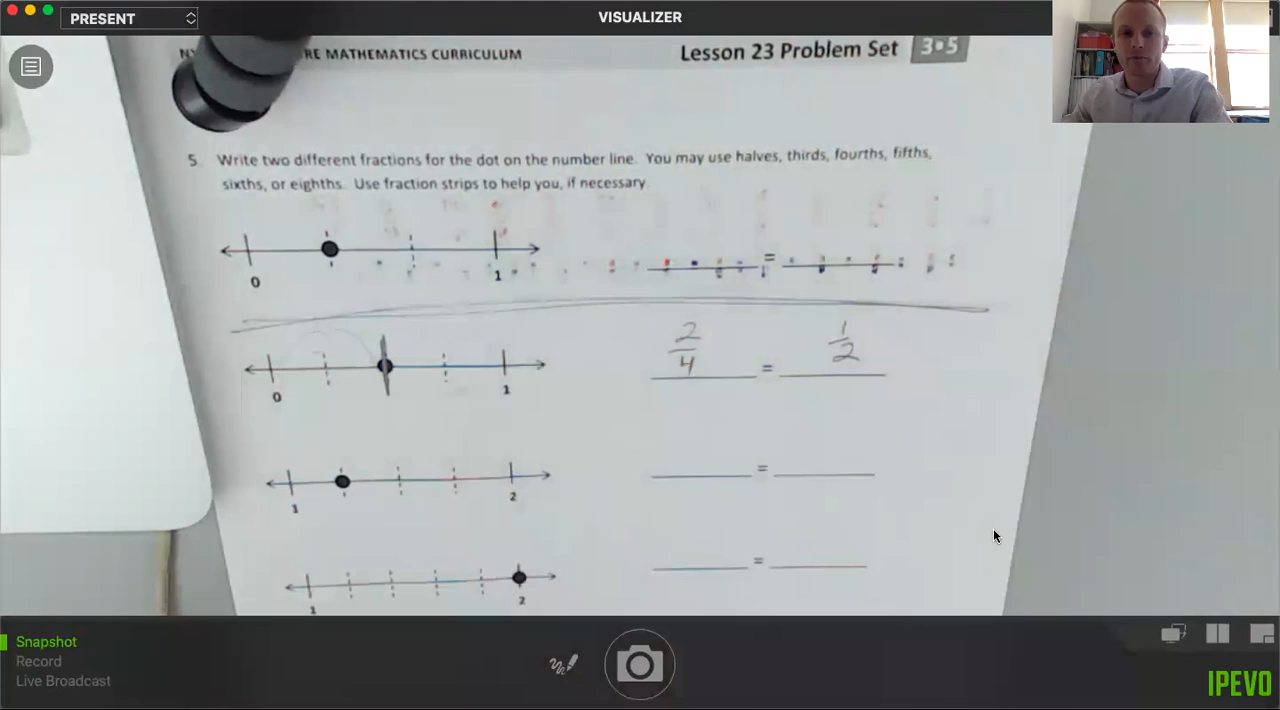 PRESENT
VISUALIZER
RE MATHEMATICS CURRICULUM
Lesson 23 Problem Set 3•5
5. Write two different fractions for the dot on the number line. You may use halves, thirds, fourths, fifths,
sixths, or eighths. Use fraction strips to help you, if necessary.
=
0 1
2/4 = 1/2
0 1
=
1 2
=
1 2
Snapshot
Record
Live Broadcast
IPEVO